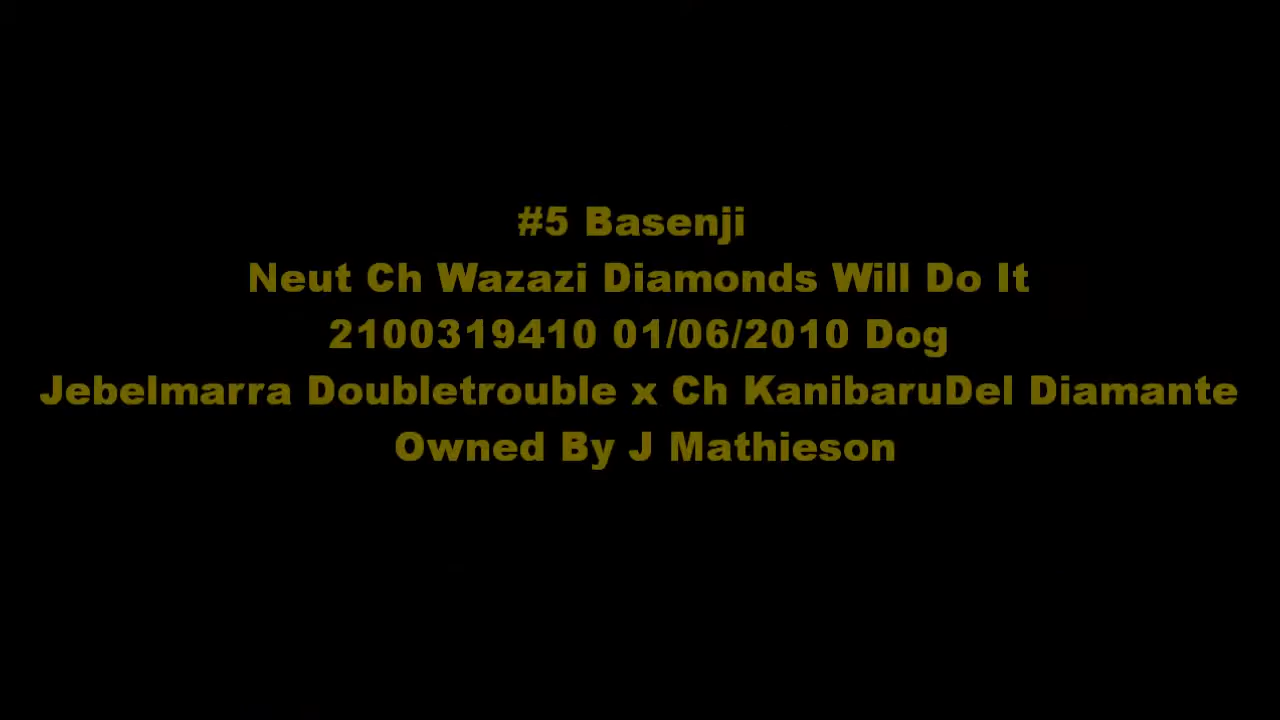 #5 Basenji
Neut Ch Wazazi Diamonds Will Do It
2100319410 01/06/2010 Dog
Jebelmarra Doubletrouble x Ch KanibaruDel Diamante
Owned By J Mathieson